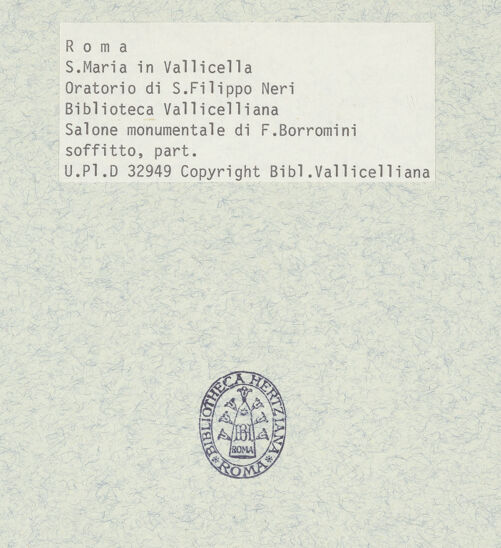 R o m a
S.Maria in Vallicella
Oratorio di S.Filippo Neri
Biblioteca Vallicelliana
Salone monumentale di F.Borromini
soffitto, part.
U.Pl.D 32949 Copyright Bibl.Vallicelliana
BIBLIOTHECA HERTZIANA
ROMA
ROMA